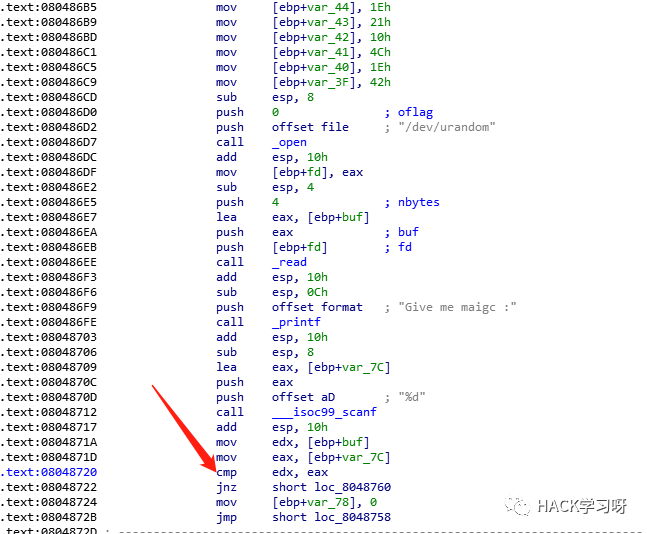 .text:080486B5 mov [ebp+var_44], 1Eh
.text:080486B9 mov [ebp+var_43], 21h
.text:080486BD mov [ebp+var_42], 10h
.text:080486C1 mov [ebp+var_41], 4Ch
.text:080486C5 mov [ebp+var_40], 1Eh
.text:080486C9 mov [ebp+var_3F], 42h
.text:080486CD sub esp, 8
.text:080486D0 push 0 ; oflag
.text:080486D2 push offset file ; "/dev/urandom"
.text:080486D7 call _open
.text:080486DC add esp, 10h
.text:080486DF mov [ebp+fd], eax
.text:080486E2 sub esp, 4
.text:080486E5 push 4 ; nbytes
.text:080486E7 lea eax, [ebp+buf]
.text:080486EA push eax ; buf
.text:080486EB push [ebp+fd] ; fd
.text:080486EE call _read
.text:080486F3 add esp, 10h
.text:080486F6 sub esp, 0Ch
.text:080486F9 push offset format ; "Give me maigc :"
.text:080486FE call _printf
.text:08048703 add esp, 10h
.text:08048706 sub esp, 8
.text:08048709 lea eax, [ebp+var_7C]
.text:0804870C push eax
.text:0804870D push offset aD ; "%d"
.text:08048712 call ___isoc99_scanf
.text:08048717 add esp, 10h
.text:0804871A mov edx, [ebp+buf]
.text:0804871D mov eax, [ebp+var_7C]
.text:08048720 cmp edx, eax
.text:08048722 jnz short loc_8048760
.text:08048724 mov [ebp+var_78], 0
.text:0804872B jmp short loc_8048758
.text:0804872D ; ---------------------------------------------------------------------------
HACK学习呀